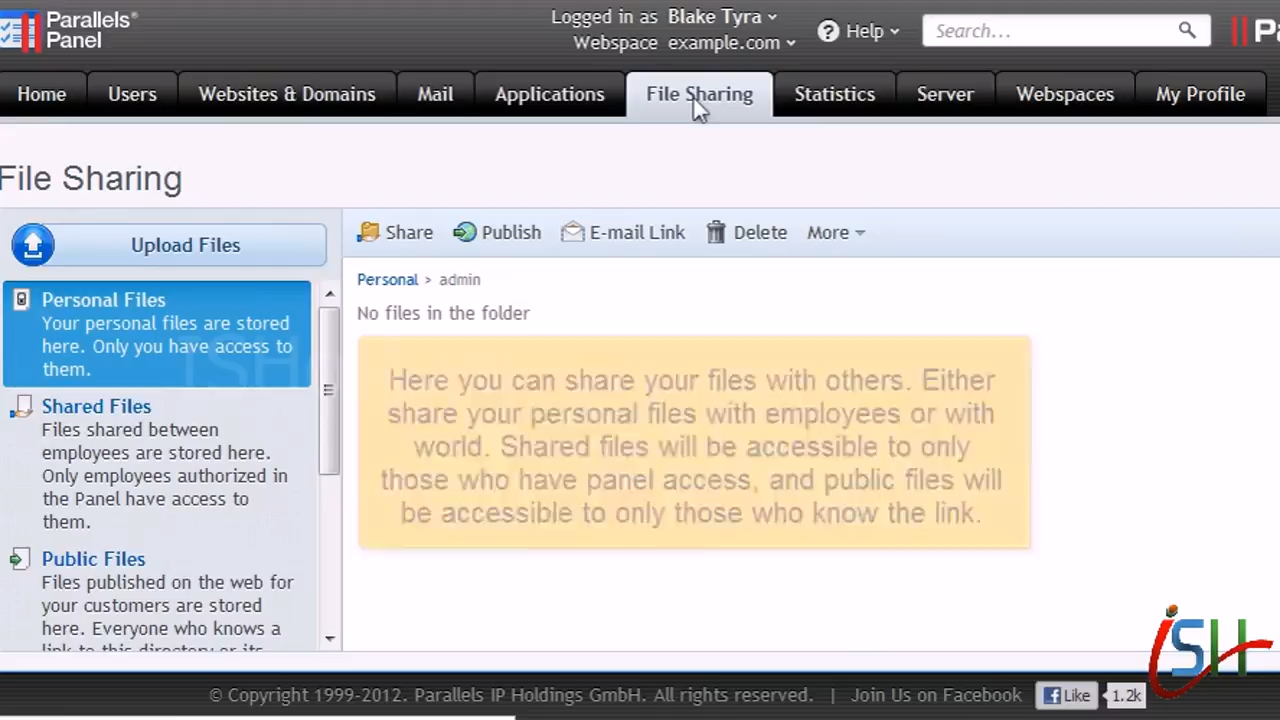 Parallels®
Panel
Logged in as Blake Tyra
Webspace example.com
Help
Search...
Home
Users
Websites & Domains
Mail
Applications
File Sharing
Statistics
Server
Webspaces
My Profile
File Sharing
Upload Files
Share
Publish
E-mail Link
Delete
More
Personal Files
Your personal files are stored
here. Only you have access to
them.
Shared Files
Files shared between
employees are stored here.
Only employees authorized in
the Panel have access to
them.
Public Files
Files published on the web for
your customers are stored
here. Everyone who knows a
link to this directory or its
Personal > admin
No files in the folder
Here you can share your files with others. Either
share your personal files with employees or with
world. Shared files will be accessible to only
those who have panel access, and public files will
be accessible to only those who know the link.
iSH
© Copyright 1999-2012. Parallels IP Holdings GmbH. All rights reserved. | Join Us on Facebook
Like
1.2k